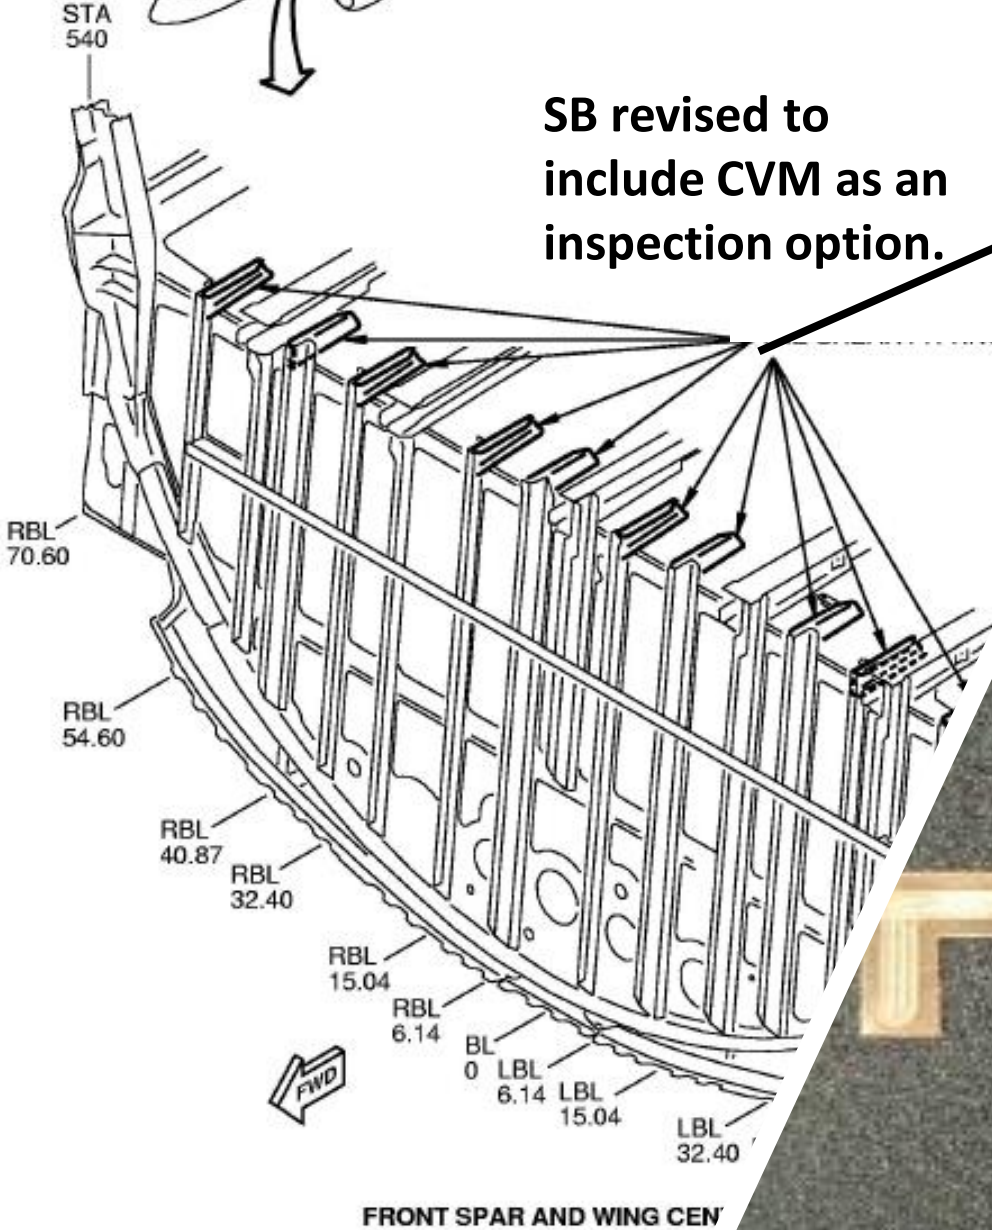 STA
540
SB revised to
include CVM as an
inspection option.
RBL
70.60
RBL
54.60
RBL
40.87
RBL
32.40
RBL
15.04
RBL
6.14
BL
0
LBL
6.14
LBL
15.04
LBL
32.40
FWD
FRONT SPAR AND WING